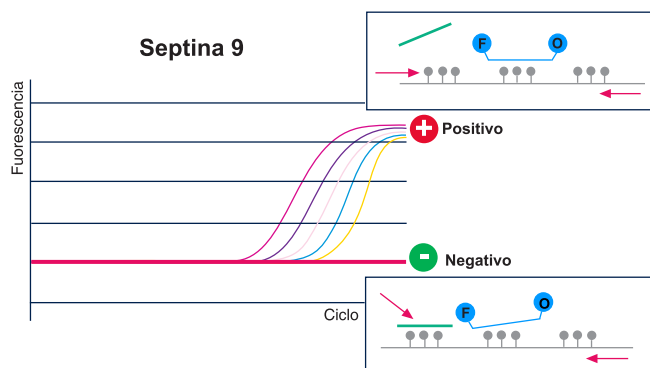 Septina 9
F O
Fuorescencia
+ Positivo
- Negativo
Ciclo
F O